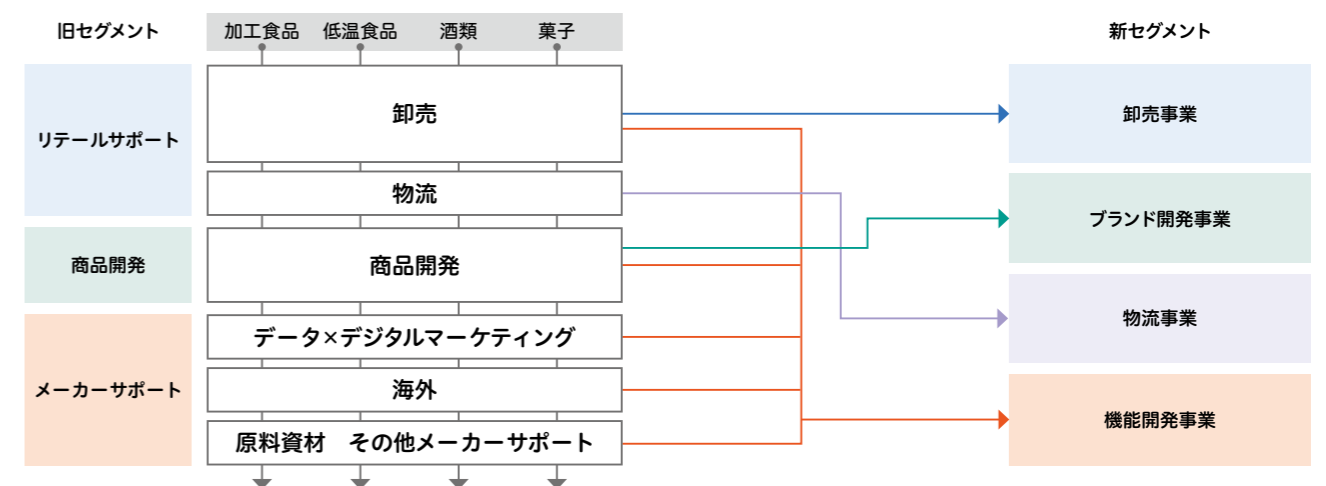 旧セグメント
加工食品 低温食品 酒類 菓子
新セグメント
リテールサポート
卸売
物流
商品開発
商品開発
メーカーサポート
データ×デジタルマーケティング
海外
原料資材 その他メーカーサポート
卸売事業
ブランド開発事業
物流事業
機能開発事業